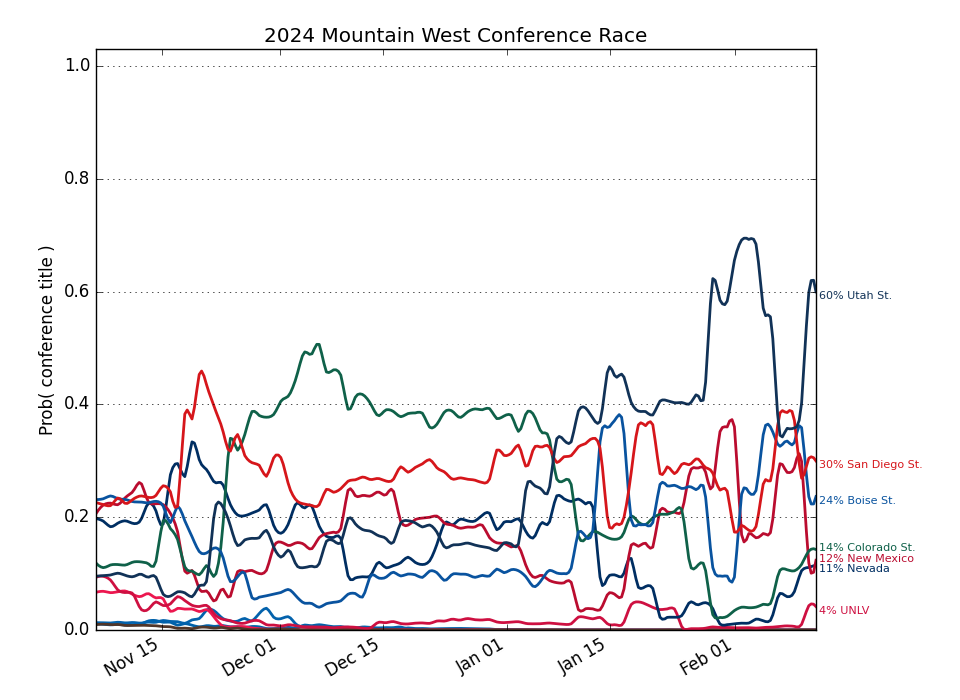 2024 Mountain West Conference Race
Prob( conference title )
1.0
0.8
0.6
0.4
0.2
0.0
Nov 15
Dec 01
Dec 15
Jan 01
Jan 15
Feb 01
60% Utah St.
30% San Diego St.
24% Boise St.
14% Colorado St.
12% New Mexico
11% Nevada
4% UNLV